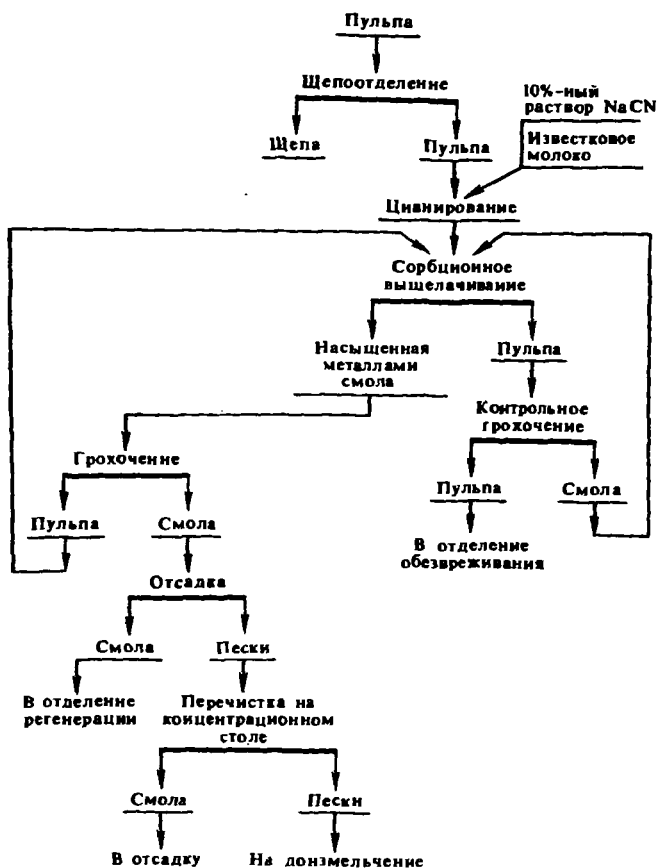 Пульпа
Щепоотделение
10%-ный
раствор NaCN
Известковое
молоко
Щепа
Пульпа
Цианирование
Сорбционное
выщелачивание
Насыщенная
металлами
смола
Пульпа
Контрольное
грохочение
Грохочение
Пульпа
Смола
Пульпа
Смола
В отделение
обезвреживания
Отсадка
Смола
Пески
В отделение
регенерации
Перечистка на
концентрационном
столе
Смола
Пески
В отсадку
На доизмельчение